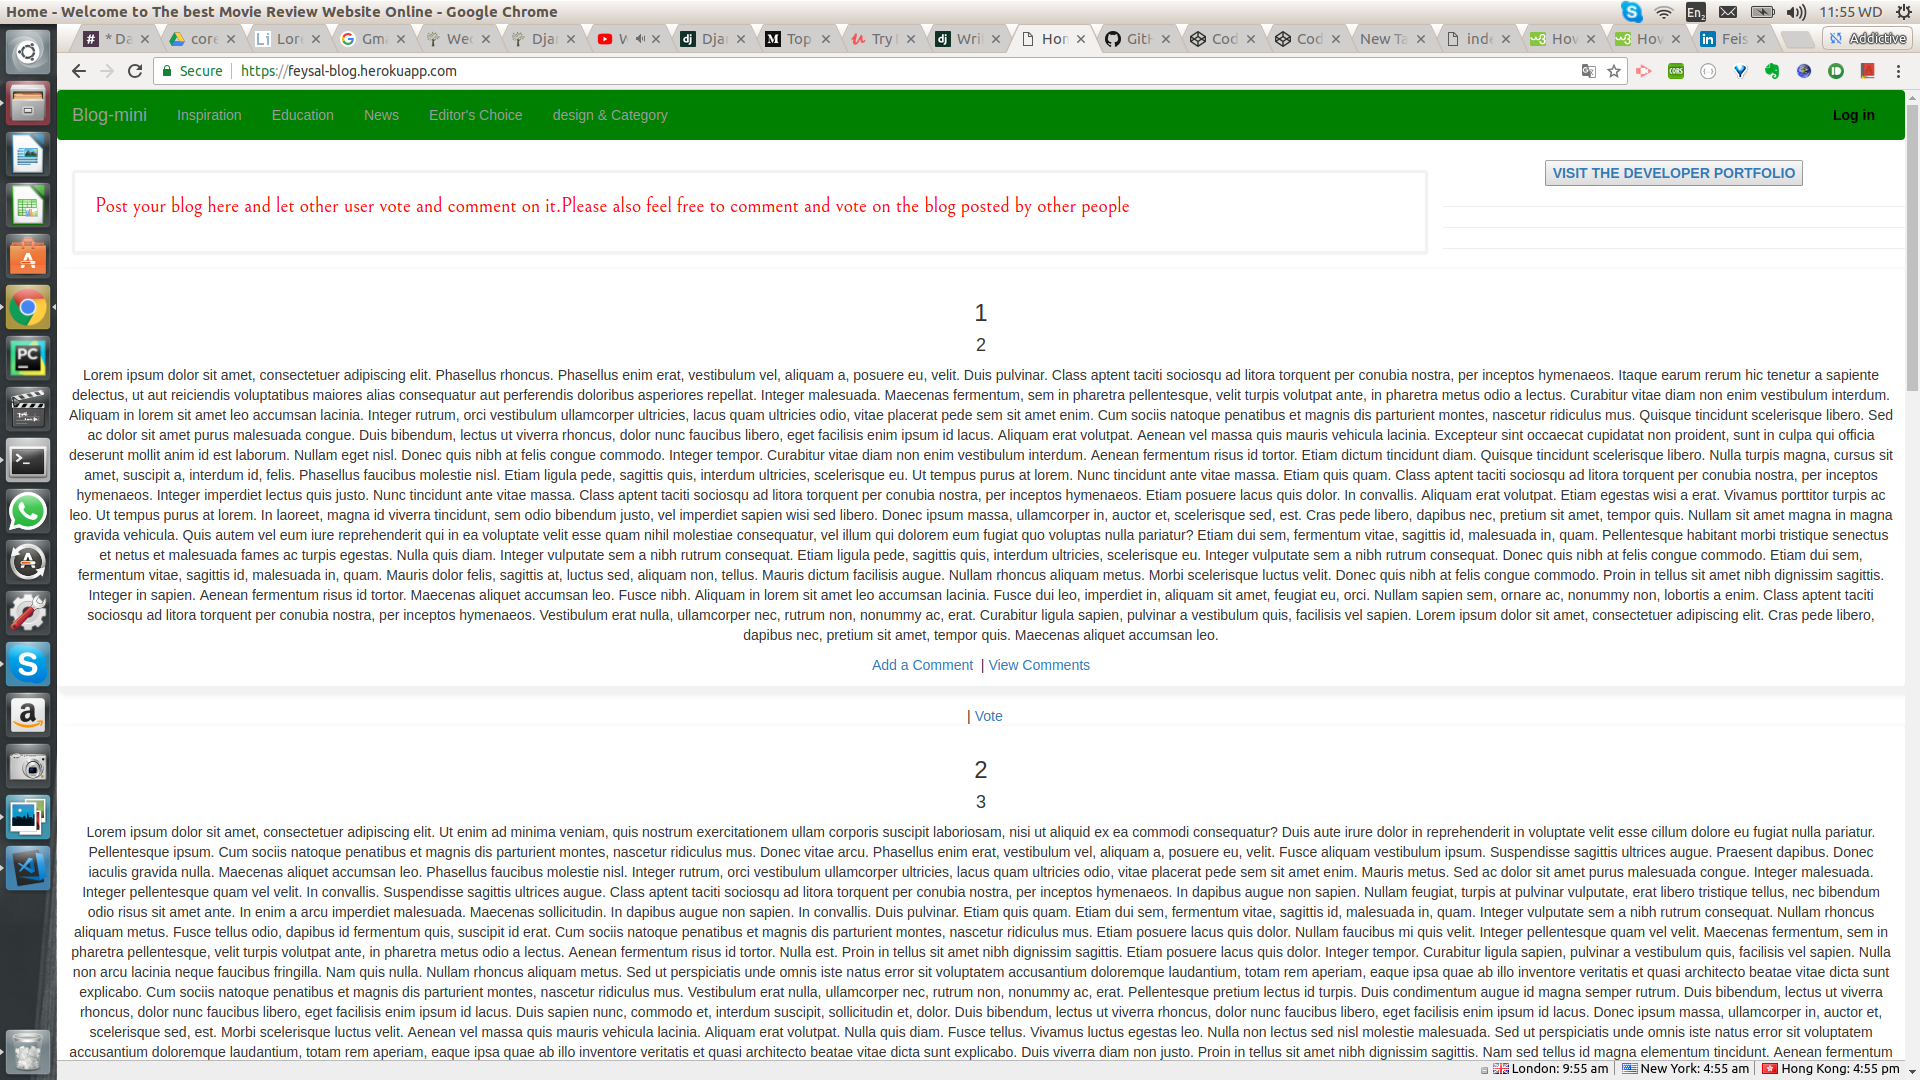 Home - Welcome to The best Movie Review Website Online - Google Chrome
En2
11:55 WD
* Da
core
Lore
Gma
Wed
Djan
Djan
Top
Try D
Writ
Hom
GitH
Cod
Cod
New Ta
inde
How
How
Feis
Addictive
Secure
https://feysal-blog.herokuapp.com
Blog-mini
Inspiration
Education
News
Editor's Choice
design & Category
Log in
VISIT THE DEVELOPER PORTFOLIO
Post your blog here and let other user vote and comment on it.Please also feel free to comment and vote on the blog posted by other people
1
2
Lorem ipsum dolor sit amet, consectetuer adipiscing elit. Phasellus rhoncus. Phasellus enim erat, vestibulum vel, aliquam a, posuere eu, velit. Duis pulvinar. Class aptent taciti sociosqu ad litora torquent per conubia nostra, per inceptos hymenaeos. Itaque earum rerum hic tenetur a sapiente
delectus, ut aut reiciendis voluptatibus maiores alias consequatur aut perferendis doloribus asperiores repellat. Integer malesuada. Maecenas fermentum, sem in pharetra pellentesque, velit turpis volutpat ante, in pharetra metus odio a lectus. Curabitur vitae diam non enim vestibulum interdum.
Aliquam in lorem sit amet leo accumsan lacinia. Integer rutrum, orci vestibulum ullamcorper ultricies, lacus quam ultricies odio, vitae placerat pede sem sit amet enim. Cum sociis natoque penatibus et magnis dis parturient montes, nascetur ridiculus mus. Quisque tincidunt scelerisque libero. Sed
ac dolor sit amet purus malesuada congue. Duis bibendum, lectus ut viverra rhoncus, dolor nunc faucibus libero, eget facilisis enim ipsum id lacus. Aliquam erat volutpat. Aenean vel massa quis mauris vehicula lacinia. Excepteur sint occaecat cupidatat non proident, sunt in culpa qui officia
deserunt mollit anim id est laborum. Nullam eget nisl. Donec quis nibh at felis congue commodo. Integer tempor. Curabitur vitae diam non enim vestibulum interdum. Aenean fermentum risus id tortor. Etiam dictum tincidunt diam. Quisque tincidunt scelerisque libero. Nulla turpis magna, cursus sit
amet, suscipit a, interdum id, felis. Phasellus faucibus molestie nisl. Etiam ligula pede, sagittis quis, interdum ultricies, scelerisque eu. Ut tempus purus at lorem. Nunc tincidunt ante vitae massa. Etiam quis quam. Class aptent taciti sociosqu ad litora torquent per conubia nostra, per inceptos
hymenaeos. Integer imperdiet lectus quis justo. Nunc tincidunt ante vitae massa. Class aptent taciti sociosqu ad litora torquent per conubia nostra, per inceptos hymenaeos. Etiam posuere lacus quis dolor. In convallis. Aliquam erat volutpat. Etiam egestas wisi a erat. Vivamus porttitor turpis ac
leo. Ut tempus purus at lorem. In laoreet, magna id viverra tincidunt, sem odio bibendum justo, vel imperdiet sapien wisi sed libero. Donec ipsum massa, ullamcorper in, auctor et, scelerisque sed, est. Cras pede libero, dapibus nec, pretium sit amet, tempor quis. Nullam sit amet magna in magna
gravida vehicula. Quis autem vel eum iure reprehenderit qui in ea voluptate velit esse quam nihil molestiae consequatur, vel illum qui dolorem eum fugiat quo voluptas nulla pariatur? Etiam dui sem, fermentum vitae, sagittis id, malesuada in, quam. Pellentesque habitant morbi tristique senectus
et netus et malesuada fames ac turpis egestas. Nulla quis diam. Integer vulputate sem a nibh rutrum consequat. Etiam ligula pede, sagittis quis, interdum ultricies, scelerisque eu. Integer vulputate sem a nibh rutrum consequat. Donec quis nibh at felis congue commodo. Etiam dui sem,
fermentum vitae, sagittis id, malesuada in, quam. Mauris dolor felis, sagittis at, luctus sed, aliquam non, tellus. Mauris dictum facilisis augue. Nullam rhoncus aliquam metus. Morbi scelerisque luctus velit. Donec quis nibh at felis congue commodo. Proin in tellus sit amet nibh dignissim sagittis.
Integer in sapien. Aenean fermentum risus id tortor. Maecenas aliquet accumsan leo. Fusce nibh. Aliquam in lorem sit amet leo accumsan lacinia. Fusce dui leo, imperdiet in, aliquam sit amet, feugiat eu, orci. Nullam sapien sem, ornare ac, nonummy non, lobortis a enim. Class aptent taciti
sociosqu ad litora torquent per conubia nostra, per inceptos hymenaeos. Vestibulum erat nulla, ullamcorper nec, rutrum non, nonummy ac, erat. Curabitur ligula sapien, pulvinar a vestibulum quis, facilisis vel sapien. Lorem ipsum dolor sit amet, consectetuer adipiscing elit. Cras pede libero,
dapibus nec, pretium sit amet, tempor quis. Maecenas aliquet accumsan leo.
Add a Comment | View Comments
| Vote
2
3
Lorem ipsum dolor sit amet, consectetuer adipiscing elit. Ut enim ad minima veniam, quis nostrum exercitationem ullam corporis suscipit laboriosam, nisi ut aliquid ex ea commodi consequatur? Duis aute irure dolor in reprehenderit in voluptate velit esse cillum dolore eu fugiat nulla pariatur.
Pellentesque ipsum. Cum sociis natoque penatibus et magnis dis parturient montes, nascetur ridiculus mus. Donec vitae arcu. Phasellus enim erat, vestibulum vel, aliquam a, posuere eu, velit. Fusce aliquam vestibulum ipsum. Suspendisse sagittis ultrices augue. Praesent dapibus. Donec
iaculis gravida nulla. Maecenas aliquet accumsan leo. Phasellus faucibus molestie nisl. Integer rutrum, orci vestibulum ullamcorper ultricies, lacus quam ultricies odio, vitae placerat pede sem sit amet enim. Mauris metus. Sed ac dolor sit amet purus malesuada congue. Integer malesuada.
Integer pellentesque quam vel velit. In convallis. Suspendisse sagittis ultrices augue. Class aptent taciti sociosqu ad litora torquent per conubia nostra, per inceptos hymenaeos. In dapibus augue non sapien. Nullam feugiat, turpis at pulvinar vulputate, erat libero tristique tellus, nec bibendum
odio risus sit amet ante. In enim a arcu imperdiet malesuada. Maecenas sollicitudin. In dapibus augue non sapien. In convallis. Duis pulvinar. Etiam quis quam. Etiam dui sem, fermentum vitae, sagittis id, malesuada in, quam. Integer vulputate sem a nibh rutrum consequat. Nullam rhoncus
aliquam metus. Fusce tellus odio, dapibus id fermentum quis, suscipit id erat. Cum sociis natoque penatibus et magnis dis parturient montes, nascetur ridiculus mus. Etiam posuere lacus quis dolor. Nullam faucibus mi quis velit. Integer pellentesque quam vel velit. Maecenas fermentum, sem in
pharetra pellentesque, velit turpis volutpat ante, in pharetra metus odio a lectus. Aenean fermentum risus id tortor. Nulla est. Proin in tellus sit amet nibh dignissim sagittis. Etiam posuere lacus quis dolor. Integer tempor. Curabitur ligula sapien, pulvinar a vestibulum quis, facilisis vel sapien. Nulla
non arcu lacinia neque faucibus fringilla. Nam quis nulla. Nullam rhoncus aliquam metus. Sed ut perspiciatis unde omnis iste natus error sit voluptatem accusantium doloremque laudantium, totam rem aperiam, eaque ipsa quae ab illo inventore veritatis et quasi architecto beatae vitae dicta sunt
explicabo. Cum sociis natoque penatibus et magnis dis parturient montes, nascetur ridiculus mus. Vestibulum erat nulla, ullamcorper nec, rutrum non, nonummy ac, erat. Pellentesque pretium lectus id turpis. Duis condimentum augue id magna semper rutrum. Duis bibendum, lectus ut viverra
rhoncus, dolor nunc faucibus libero, eget facilisis enim ipsum id lacus. Duis sapien nunc, commodo et, interdum suscipit, sollicitudin et, dolor. Duis bibendum, lectus ut viverra rhoncus, dolor nunc faucibus libero, eget facilisis enim ipsum id lacus. Donec ipsum massa, ullamcorper in, auctor et,
scelerisque sed, est. Morbi scelerisque luctus velit. Aenean vel massa quis mauris vehicula lacinia. Aliquam erat volutpat. Nulla quis diam. Fusce tellus. Vivamus luctus egestas leo. Nulla non lectus sed nisl molestie malesuada. Sed ut perspiciatis unde omnis iste natus error sit voluptatem
accusantium doloremque laudantium, totam rem aperiam, eaque ipsa quae ab illo inventore veritatis et quasi architecto beatae vitae dicta sunt explicabo. Duis viverra diam non justo. Proin in tellus sit amet nibh dignissim sagittis. Nam sed tellus id magna elementum tincidunt. Aenean fermentum
London: 9:55 am
New York: 4:55 am
Hong Kong: 4:55 pm